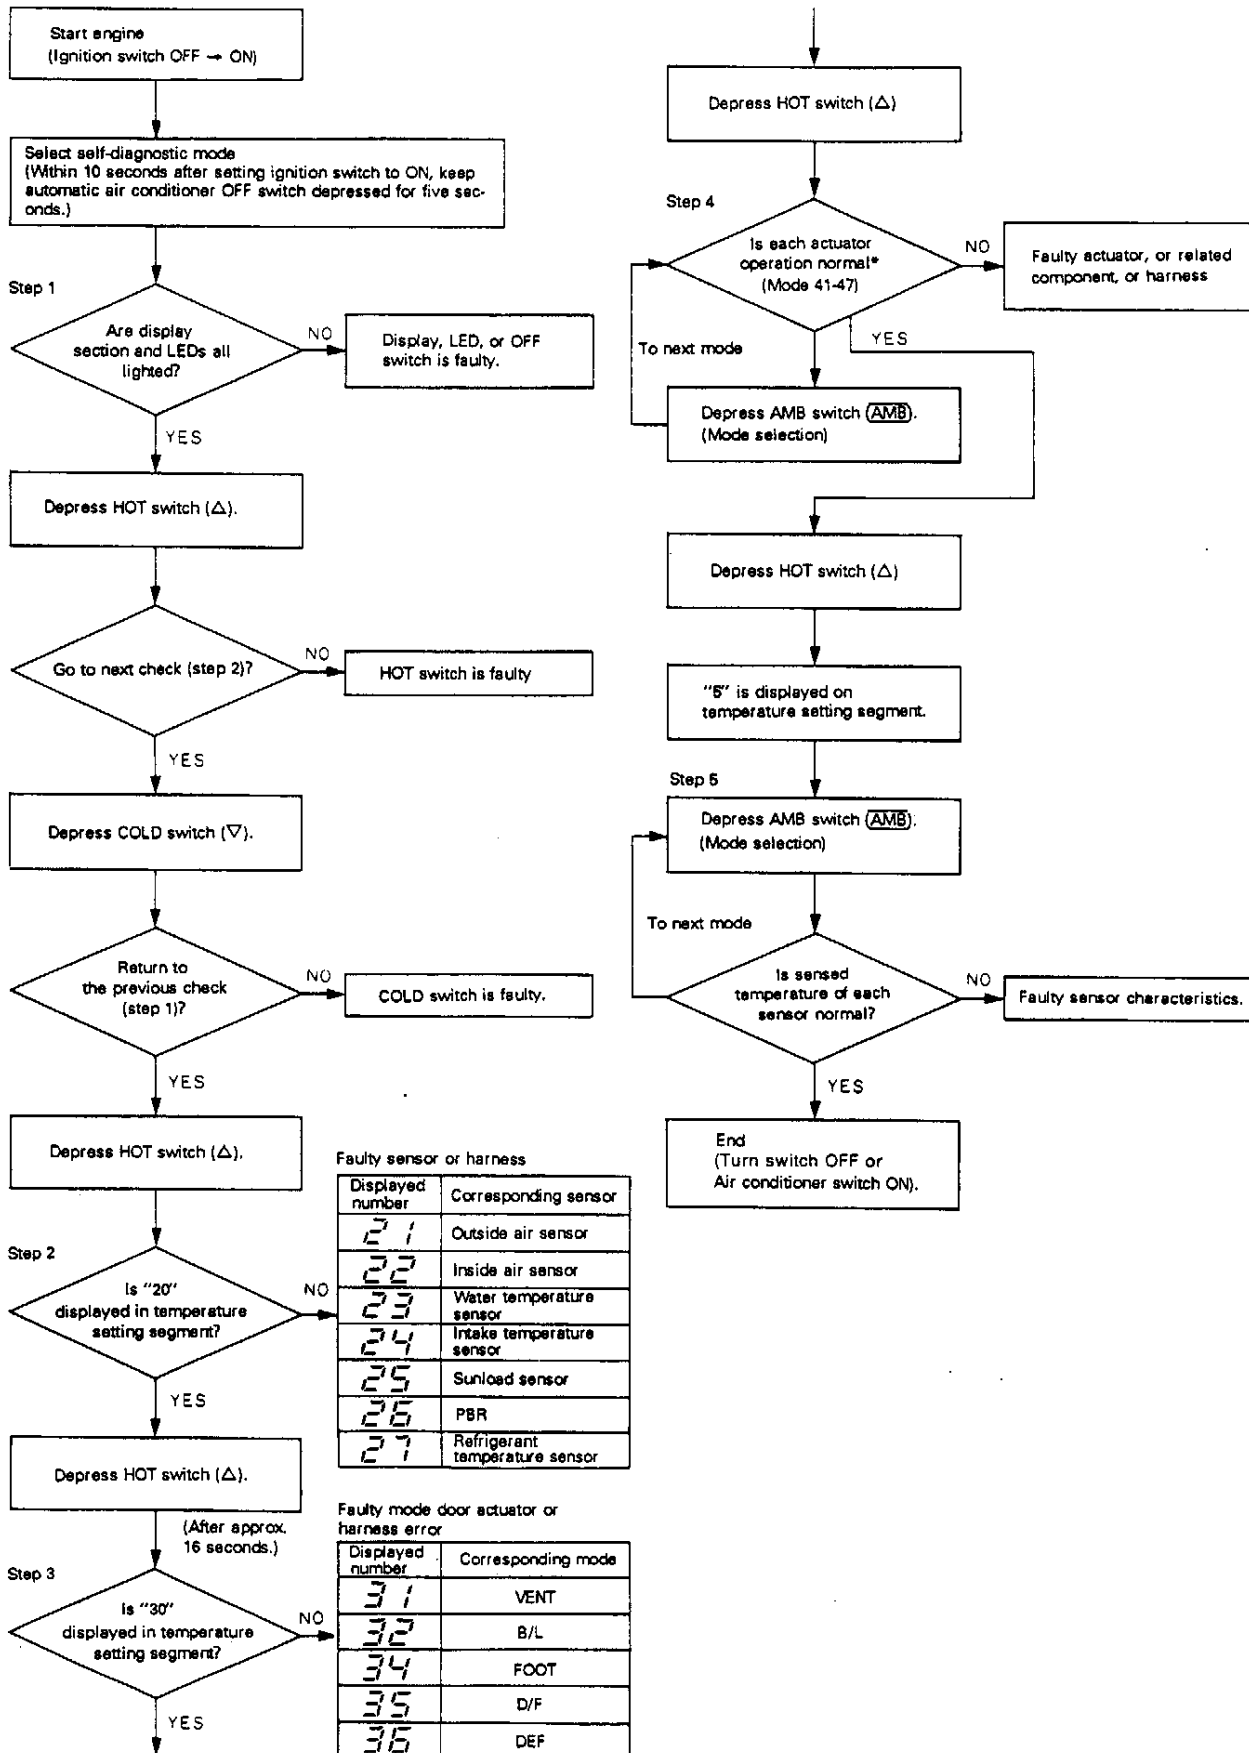 Start engine
(Ignition switch OFF → ON)
Select self-diagnostic mode
(Within 10 seconds after setting ignition switch to ON, keep
automatic air conditioner OFF switch depressed for five sec-
onds.)
Step 1
Are display
section and LEDs all
lighted?
NO
Display, LED, or OFF
switch is faulty.
YES
Depress HOT switch (△).
Go to next check (step 2)?
NO
HOT switch is faulty
YES
Depress COLD switch (▽).
Return to
the previous check
(step 1)?
NO
COLD switch is faulty.
YES
Depress HOT switch (△).
Step 2
Is "20"
displayed in temperature
setting segment?
NO
Faulty sensor or harness
Displayed number Corresponding sensor
21 Outside air sensor
22 Inside air sensor
23 Water temperature sensor
24 Intake temperature sensor
25 Sunload sensor
26 PBR
27 Refrigerant temperature sensor
YES
Depress HOT switch (△).
(After approx.
16 seconds.)
Step 3
Is "30"
displayed in temperature
setting segment?
NO
Faulty mode door actuator or
harness error
Displayed number Corresponding mode
31 VENT
32 B/L
34 FOOT
35 D/F
36 DEF
YES
Depress HOT switch (△)
Step 4
Is each actuator
operation normal*
(Mode 41-47)
NO
Faulty actuator, or related
component, or harness
YES
To next mode
Depress AMB switch (AMB).
(Mode selection)
Depress HOT switch (△)
"5" is displayed on
temperature setting segment.
Step 5
Depress AMB switch (AMB).
(Mode selection)
To next mode
Is sensed
temperature of each
sensor normal?
NO
Faulty sensor characteristics.
YES
End
(Turn switch OFF or
Air conditioner switch ON).